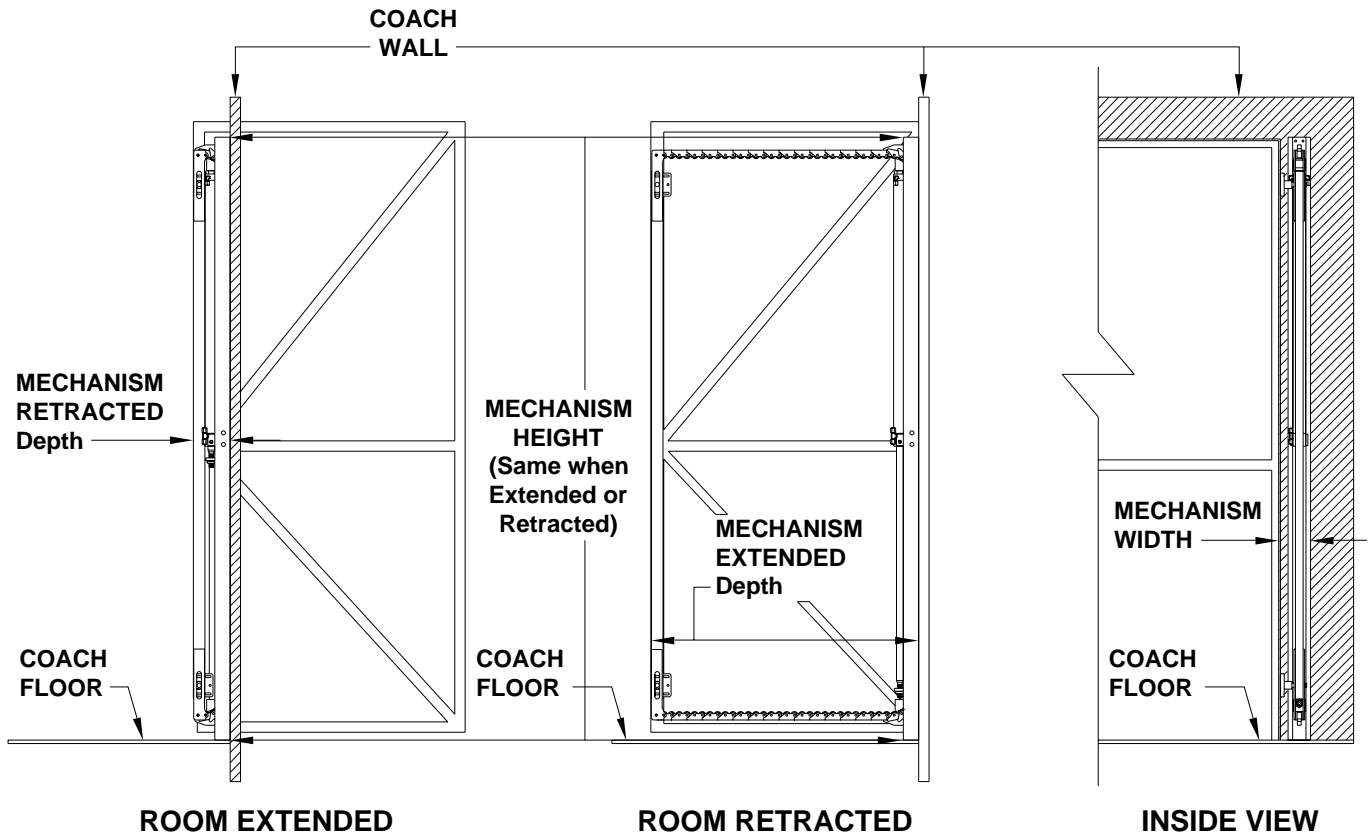 COACH
WALL
MECHANISM
RETRACTED
Depth
MECHANISM
HEIGHT
(Same when
Extended or
Retracted)
MECHANISM
EXTENDED
Depth
MECHANISM
WIDTH
COACH
FLOOR
COACH
FLOOR
COACH
FLOOR
ROOM EXTENDED
ROOM RETRACTED
INSIDE VIEW